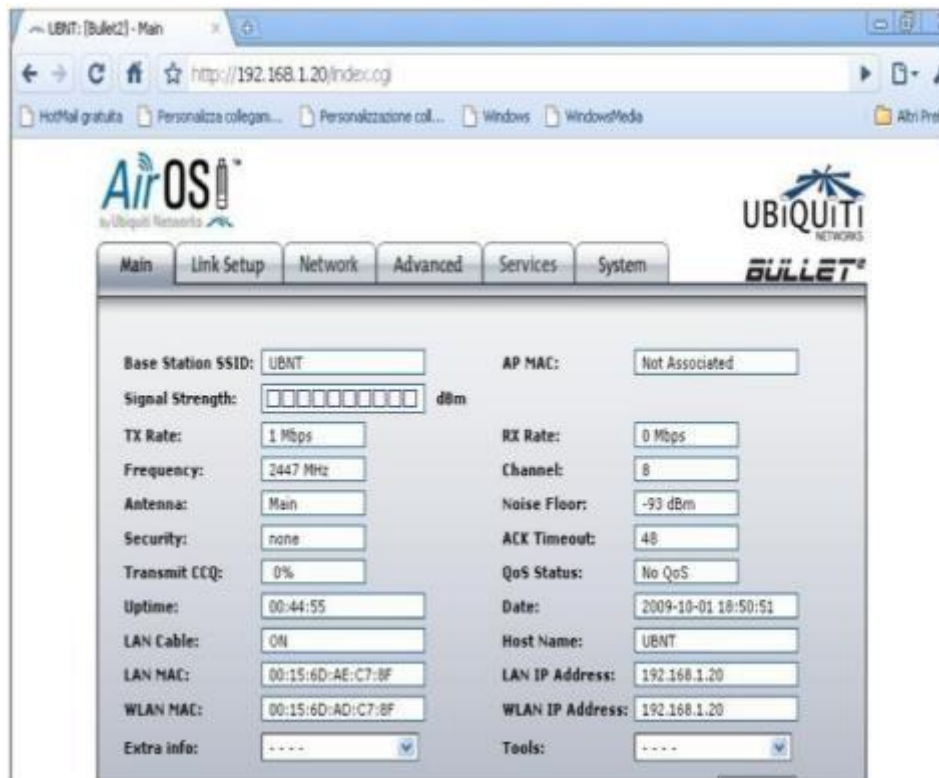 UBNT: [Bullet2] - Main
http://192.168.1.20/index.cgi
HotMail gratuita Personalizza collegam... Personalizzazione coll... Windows WindowsMedia Altri Pre
AirOS™
by Ubiquiti Networks
UBiQUiTi
NETWORKS
Main Link Setup Network Advanced Services System BULLET2
Base Station SSID: UBNT AP MAC: Not Associated
Signal Strength: dBm
TX Rate: 1 Mbps RX Rate: 0 Mbps
Frequency: 2447 MHz Channel: 8
Antenna: Main Noise Floor: -93 dBm
Security: none ACK Timeout: 48
Transmit CCQ: 0% QoS Status: No QoS
Uptime: 00:44:55 Date: 2009-10-01 18:50:51
LAN Cable: ON Host Name: UBNT
LAN MAC: 00:15:6D:AE:C7:8F LAN IP Address: 192.168.1.20
WLAN MAC: 00:15:6D:AD:C7:8F WLAN IP Address: 192.168.1.20
Extra info: - - - - Tools: - - - -